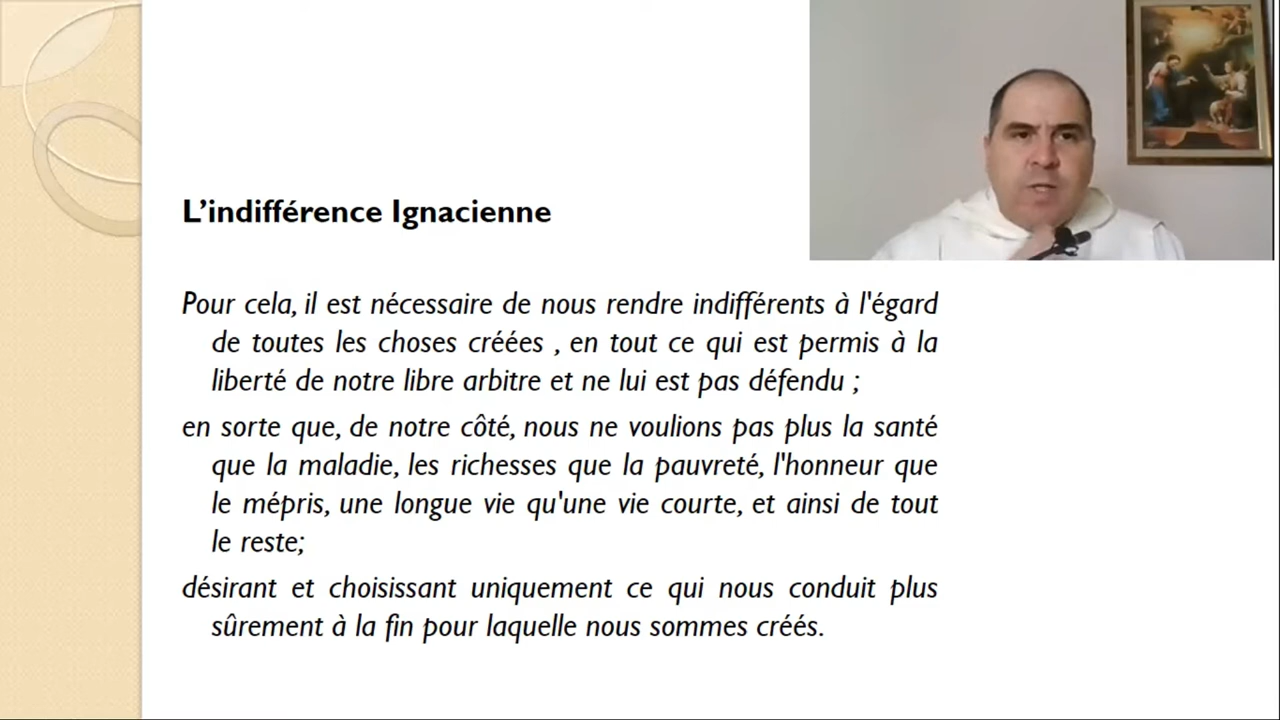 L’indifférence Ignacienne
Pour cela, il est nécessaire de nous rendre indifférents à l'égard
de toutes les choses créées , en tout ce qui est permis à la
liberté de notre libre arbitre et ne lui est pas défendu ;
en sorte que, de notre côté, nous ne voulions pas plus la santé
que la maladie, les richesses que la pauvreté, l'honneur que
le mépris, une longue vie qu'une vie courte, et ainsi de tout
le reste;
désirant et choisissant uniquement ce qui nous conduit plus
sûrement à la fin pour laquelle nous sommes créés.